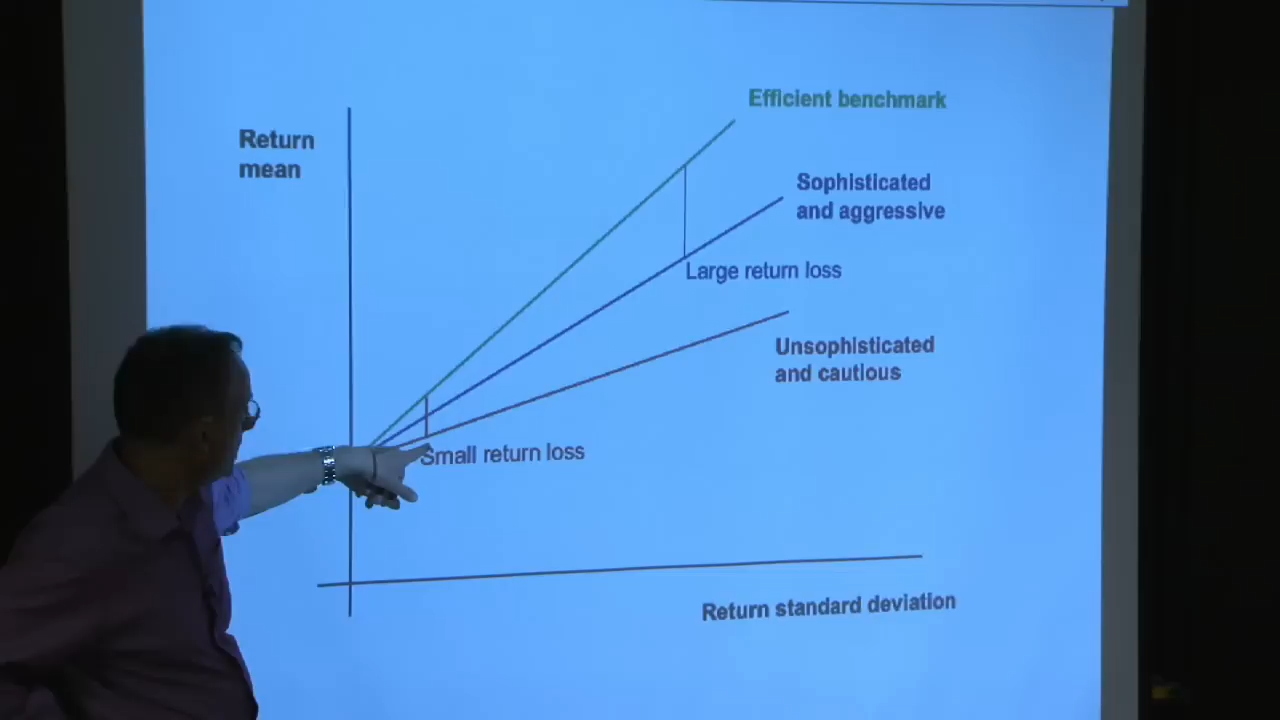 Efficient benchmark
Return
mean
Sophisticated
and aggressive
Large return loss
Unsophisticated
and cautious
Small return loss
Return standard deviation